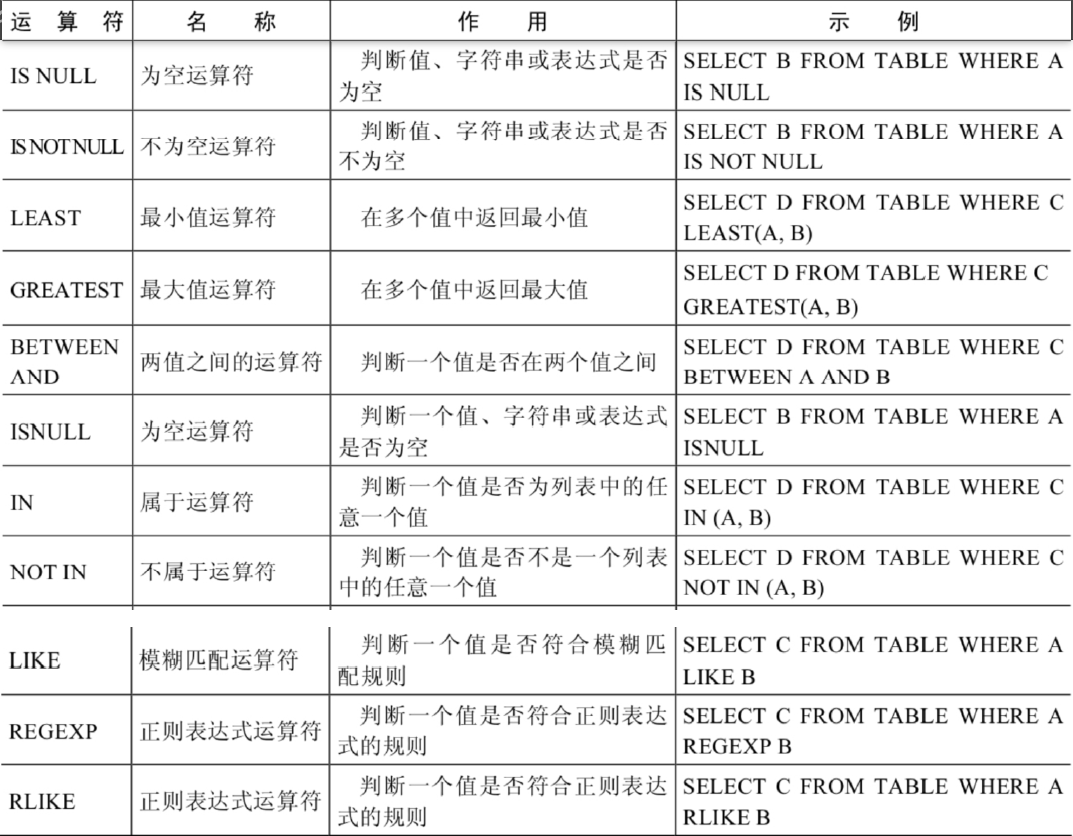 运 算 符 名 称 作 用 示 例
IS NULL 为空运算符 判断值、字符串或表达式是否为空 SELECT B FROM TABLE WHERE A IS NULL
IS NOT NULL 不为空运算符 判断值、字符串或表达式是否不为空 SELECT B FROM TABLE WHERE A IS NOT NULL
LEAST 最小值运算符 在多个值中返回最小值 SELECT D FROM TABLE WHERE C LEAST(A, B)
GREATEST 最大值运算符 在多个值中返回最大值 SELECT D FROM TABLE WHERE C GREATEST(A, B)
BETWEEN AND 两值之间的运算符 判断一个值是否在两个值之间 SELECT D FROM TABLE WHERE C BETWEEN A AND B
ISNULL 为空运算符 判断一个值、字符串或表达式是否为空 SELECT B FROM TABLE WHERE A ISNULL
IN 属于运算符 判断一个值是否为列表中的任意一个值 SELECT D FROM TABLE WHERE C IN (A, B)
NOT IN 不属于运算符 判断一个值是否不是一个列表中的任意一个值 SELECT D FROM TABLE WHERE C NOT IN (A, B)
LIKE 模糊匹配运算符 判断一个值是否符合模糊匹配规则 SELECT C FROM TABLE WHERE A LIKE B
REGEXP 正则表达式运算符 判断一个值是否符合正则表达式的规则 SELECT C FROM TABLE WHERE A REGEXP B
RLIKE 正则表达式运算符 判断一个值是否符合正则表达式的规则 SELECT C FROM TABLE WHERE A RLIKE B